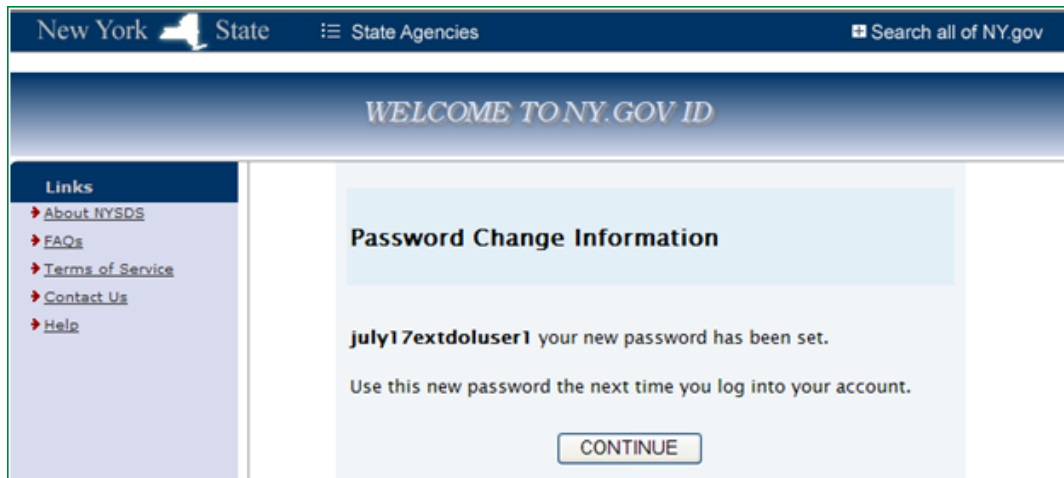 New York State State Agencies Search all of NY.gov
WELCOME TO NY.GOV ID
Links
About NYSDS
FAQs
Terms of Service
Contact Us
Help
Password Change Information
july17extdoluser1 your new password has been set.
Use this new password the next time you log into your account.
CONTINUE